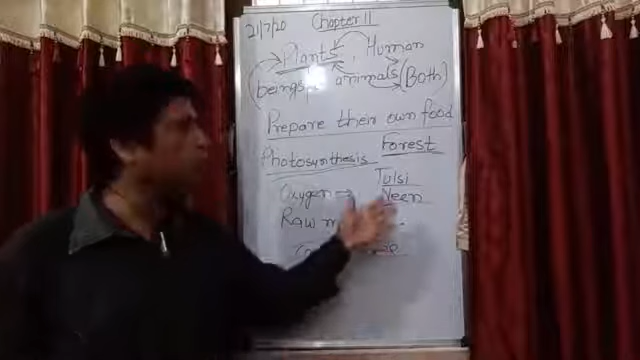 21/7/20 Chapter 11
Plants, Human
beings, animals (Both)
Prepare their own food
Photosynthesis Forest
Tulsi
Oxygen → Neen
Raw m